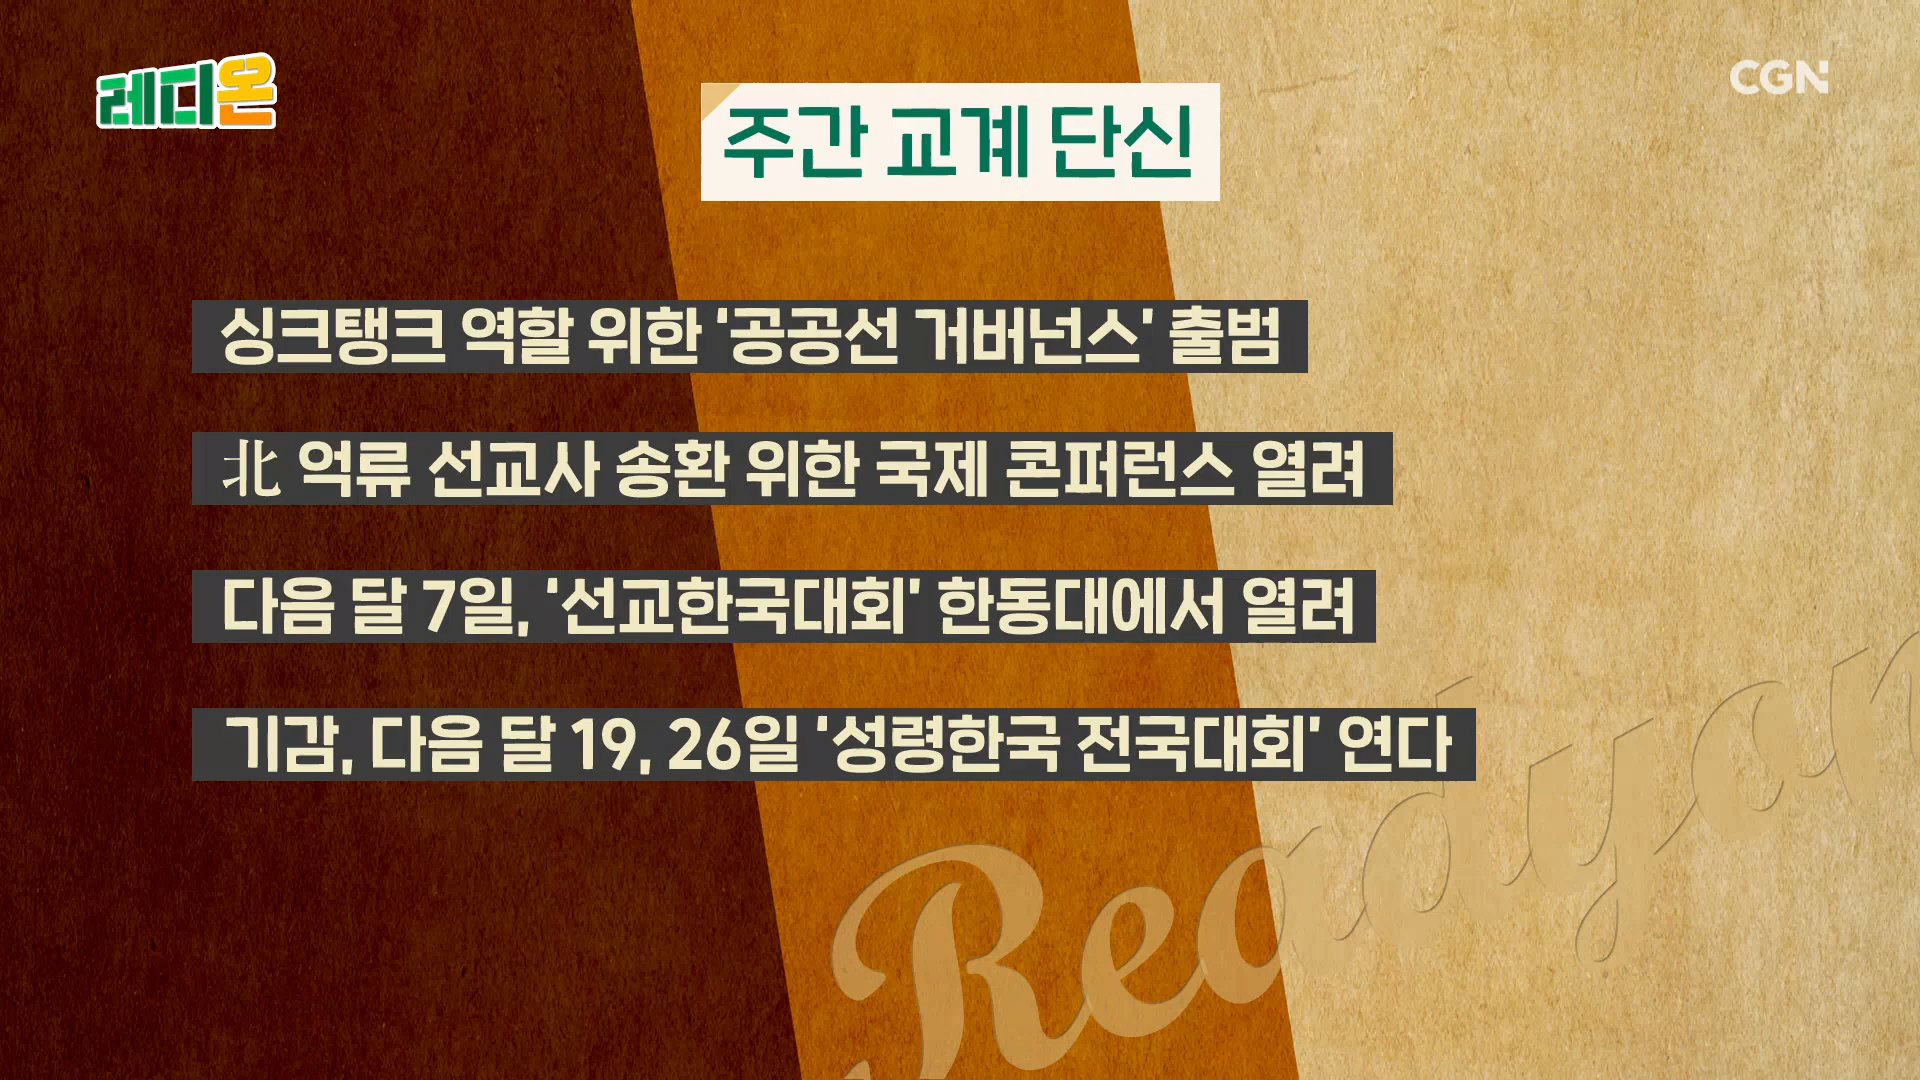 레디온
CGN
주간 교계 단신
싱크탱크 역할 위한 ‘공공선 거버넌스’ 출범
北 억류 선교사 송환 위한 국제 콘퍼런스 열려
다음 달 7일, ‘선교한국대회’ 한동대에서 열려
기감, 다음 달 19, 26일 ‘성령한국 전국대회’ 연다
Readyan